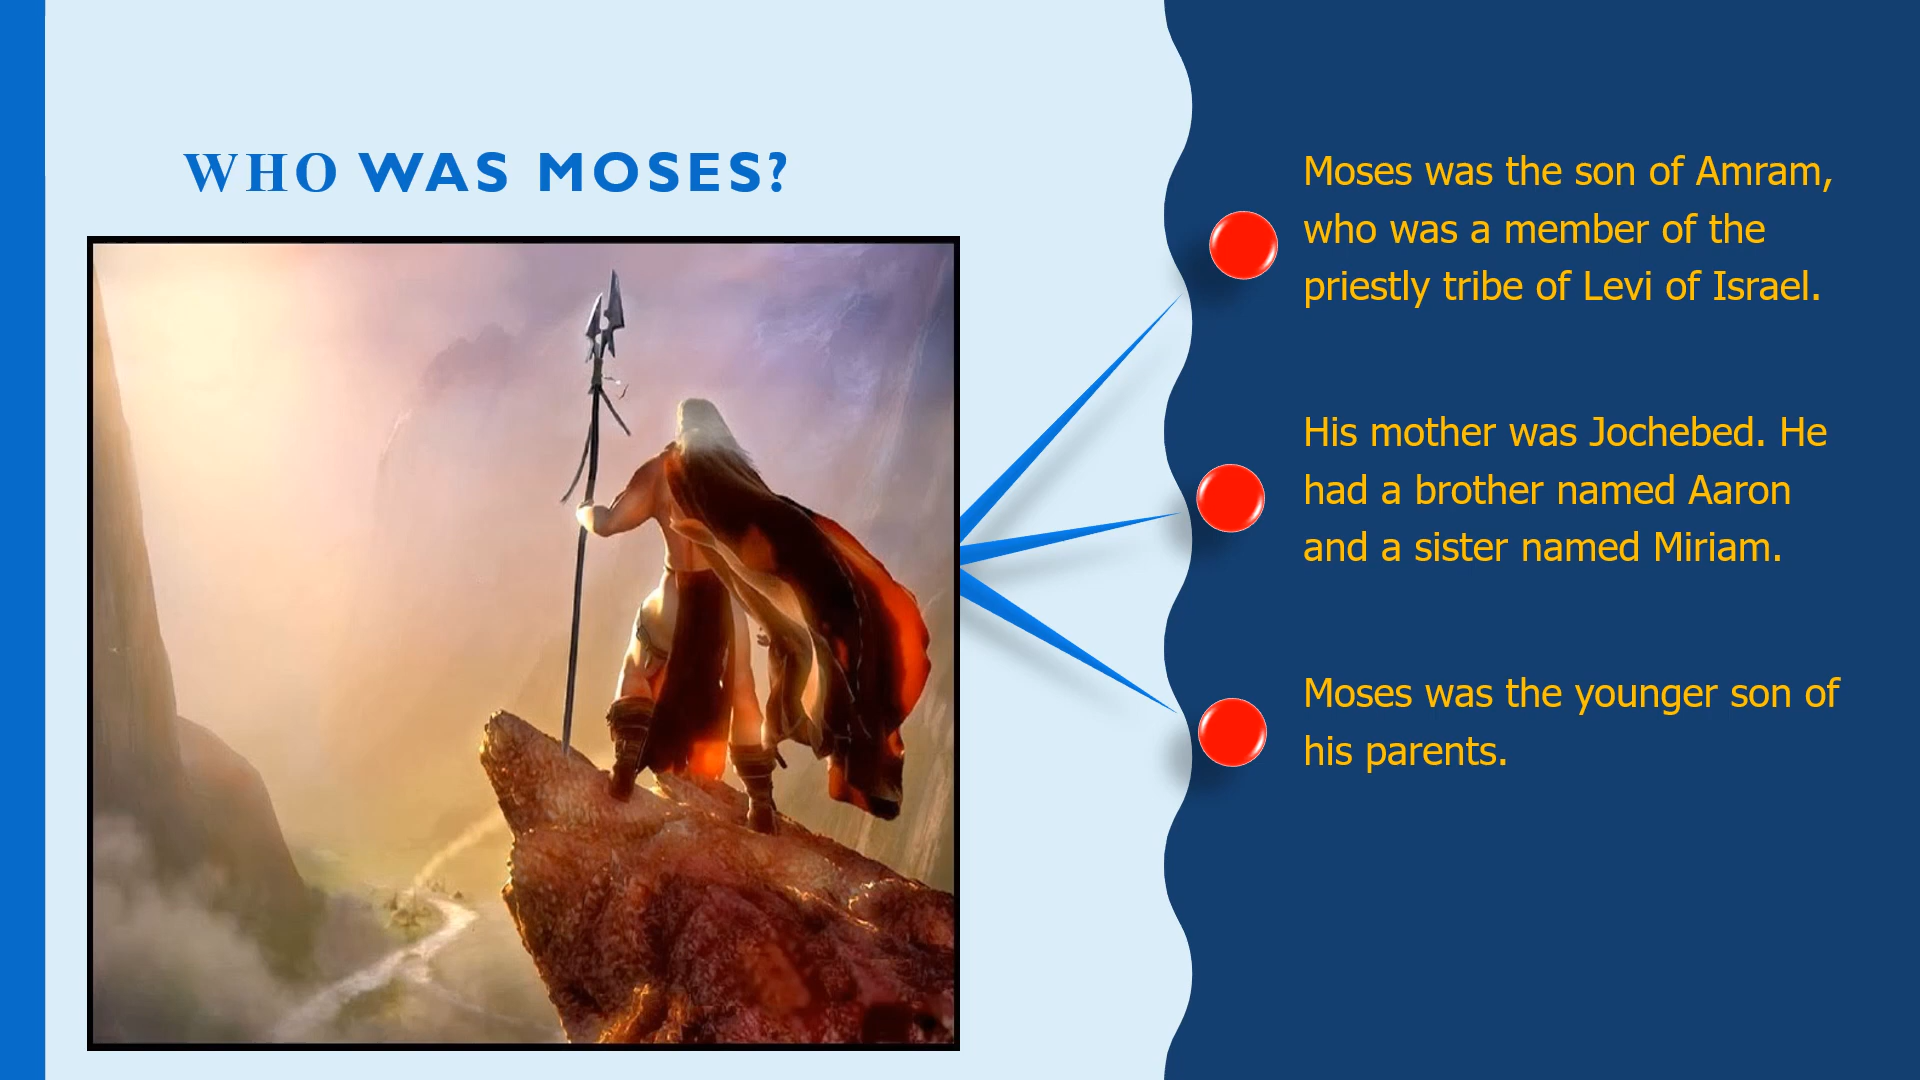 WHO WAS MOSES?
Moses was the son of Amram,
who was a member of the
priestly tribe of Levi of Israel.
His mother was Jochebed. He
had a brother named Aaron
and a sister named Miriam.
Moses was the younger son of
his parents.